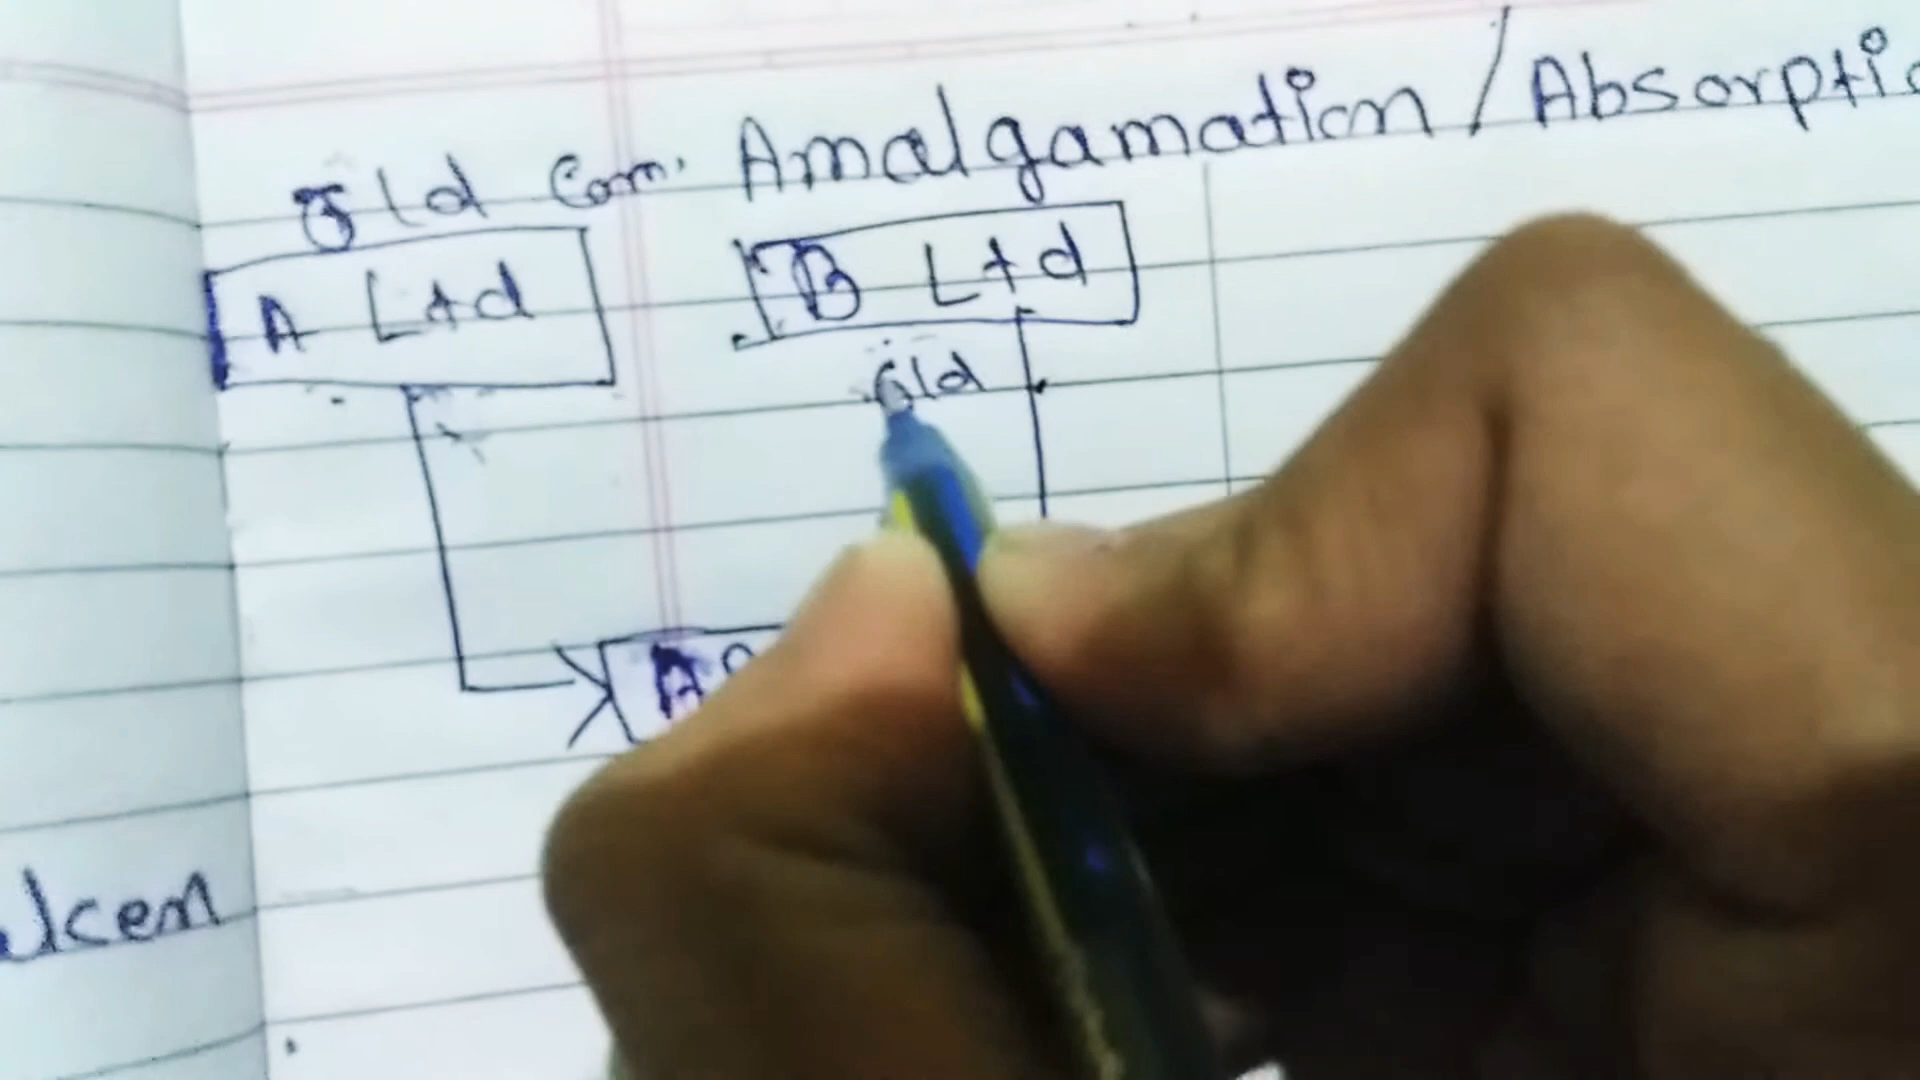 Old Com. Amalgamation / Absorptio
A Ltd
B Ltd
Old
A